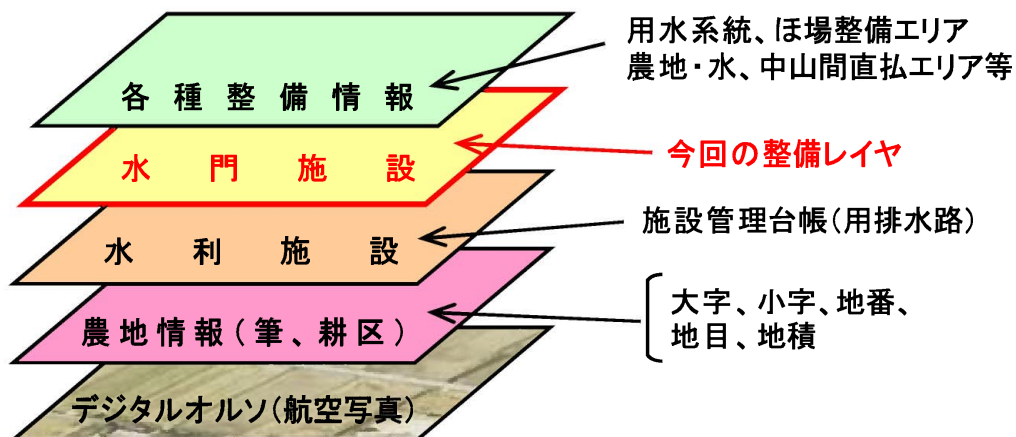 用水系統、ほ場整備エリア
農地・水、中山間直払エリア等
各種整備情報
水門施設
今回の整備レイヤ
水利施設
施設管理台帳(用排水路)
農地情報(筆、耕区)
大字、小字、地番、
地目、地積
デジタルオルソ(航空写真)